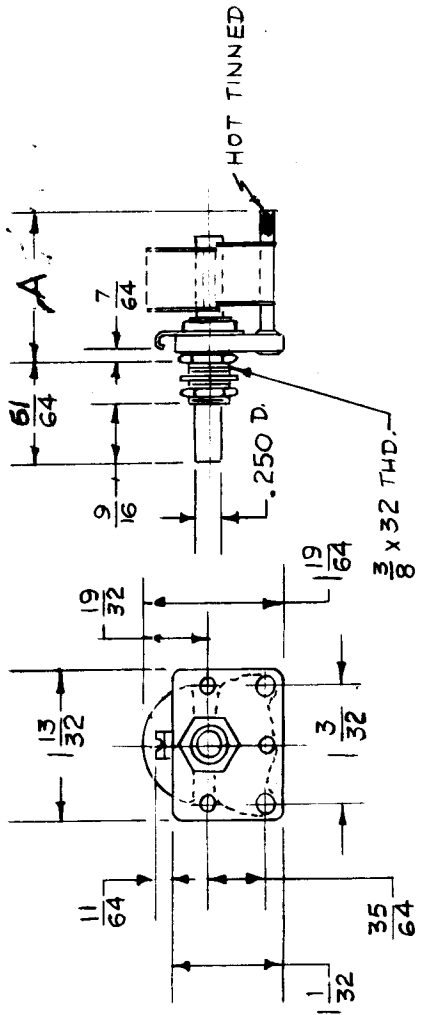 HOT TINNED
A
7/64
61/64
9/16
.250 D.
3/8 x 32 THD.
1 19/64
19/32
1 13/32
1 3/32
11/64
35/64
1 1/32